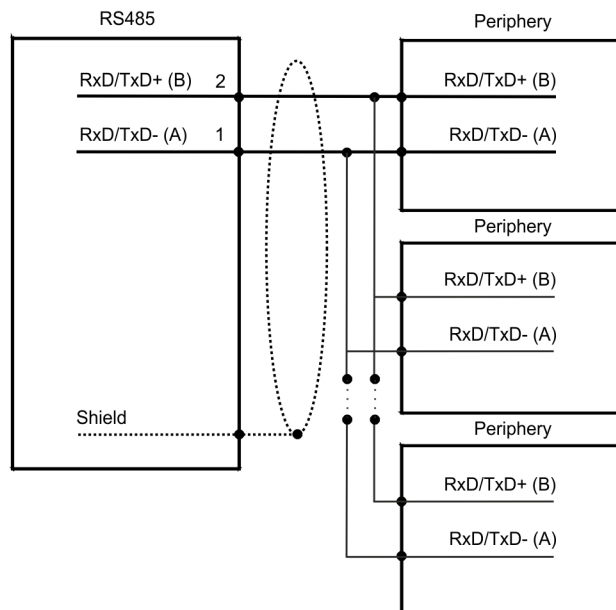 RS485
Periphery
RxD/TxD+ (B) 2
RxD/TxD+ (B)
RxD/TxD- (A) 1
RxD/TxD- (A)
Periphery
RxD/TxD+ (B)
RxD/TxD- (A)
Shield
Periphery
RxD/TxD+ (B)
RxD/TxD- (A)